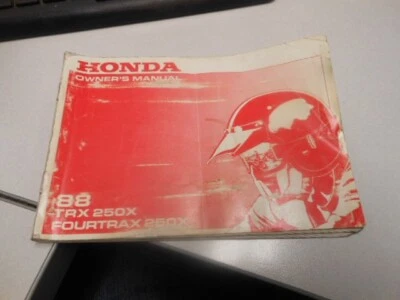 HONDA
OWNER'S MANUAL
88
TRX 250X
FOURTRAX 250X